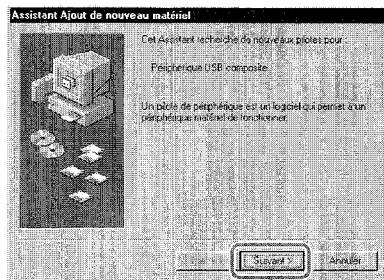 Assistant Ajout de nouveau matériel
Cet Assistant recherche de nouveaux pilotes pour :
Périphérique USB composite
Un pilote de périphérique est un logiciel qui permet à un
périphérique matériel de fonctionner.
Suivant >
Annuler